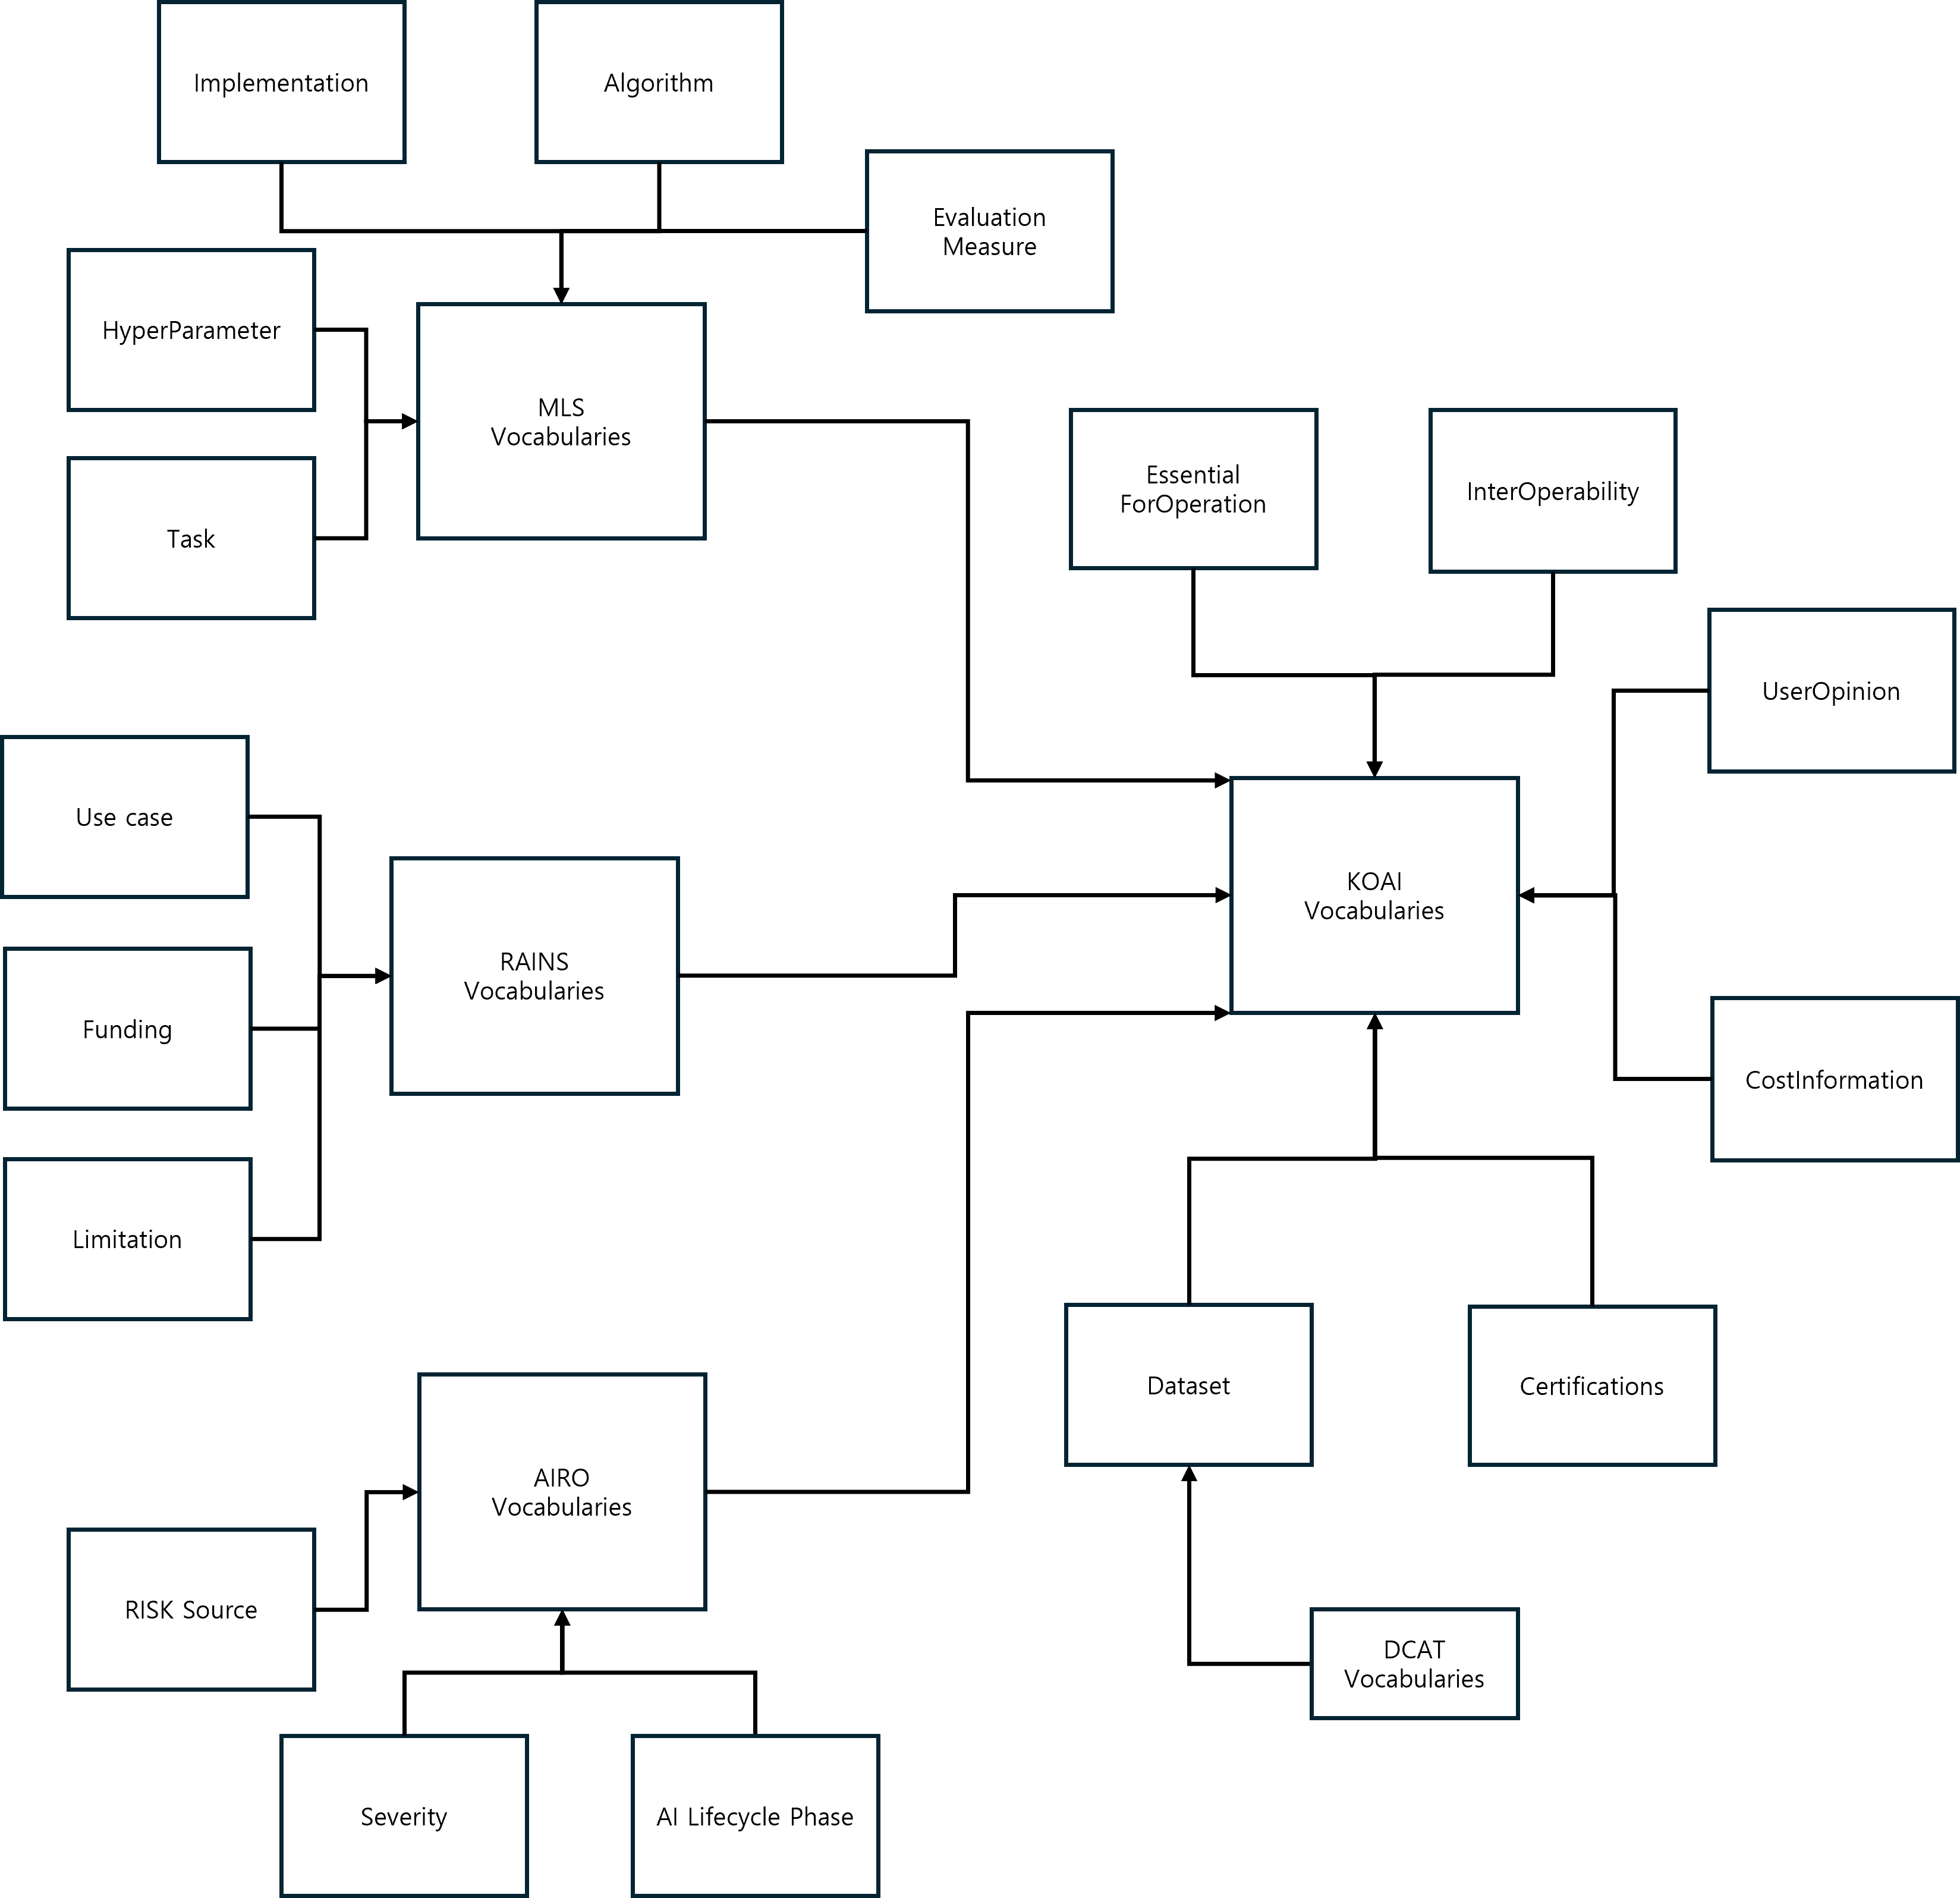 Implementation
Algorithm
Evaluation
Measure
HyperParameter
MLS
Vocabularies
Task
Essential
ForOperation
InterOperability
UserOpinion
Use case
KOAI
Vocabularies
RAINS
Vocabularies
Funding
CostInformation
Limitation
Dataset
Certifications
AIRO
Vocabularies
RISK Source
DCAT
Vocabularies
Severity
AI Lifecycle Phase